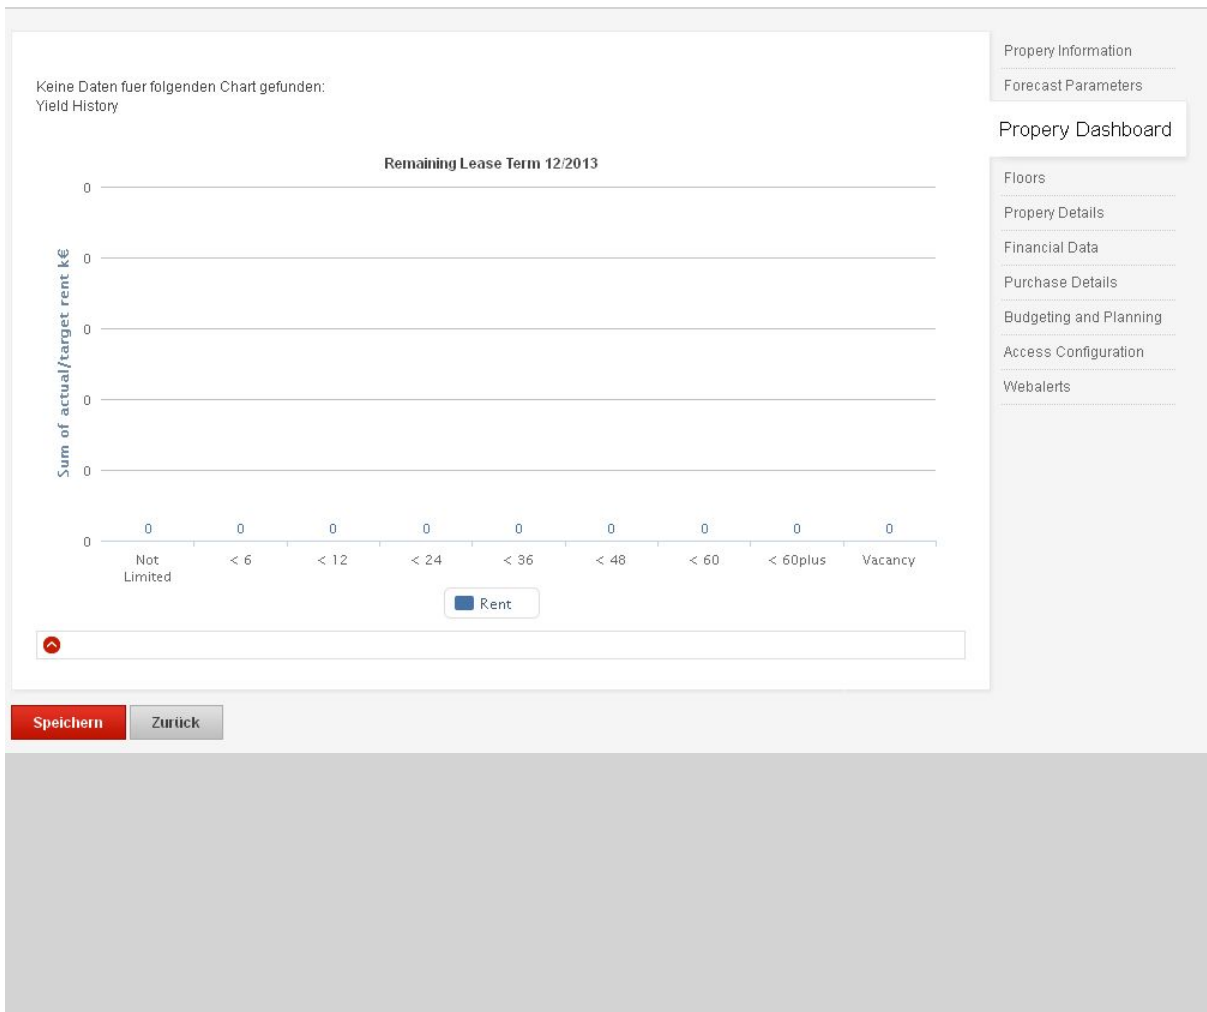 Keine Daten fuer folgenden Chart gefunden:
Yield History
Remaining Lease Term 12/2013
Sum of actual/target rent k€
0
0
0
0
0
0
0 0 0 0 0 0 0 0 0
Not Limited < 6 < 12 < 24 < 36 < 48 < 60 < 60plus Vacancy
Rent
Speichern Zurück
Propery Information
Forecast Parameters
Propery Dashboard
Floors
Propery Details
Financial Data
Purchase Details
Budgeting and Planning
Access Configuration
Webalerts